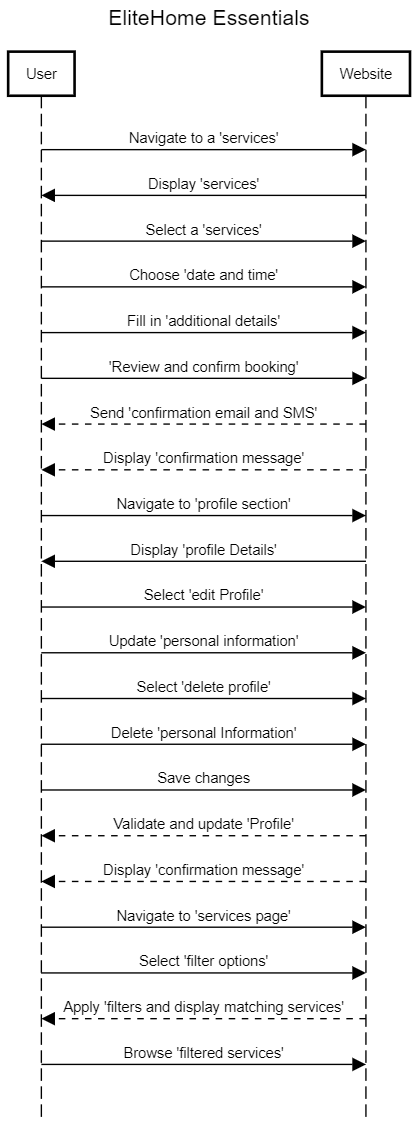 EliteHome Essentials
User
Website
Navigate to a 'services'
Display 'services'
Select a 'services'
Choose 'date and time'
Fill in 'additional details'
'Review and confirm booking'
Send 'confirmation email and SMS'
Display 'confirmation message'
Navigate to 'profile section'
Display 'profile Details'
Select 'edit Profile'
Update 'personal information'
Select 'delete profile'
Delete 'personal Information'
Save changes
Validate and update 'Profile'
Display 'confirmation message'
Navigate to 'services page'
Select 'filter options'
Apply 'filters and display matching services'
Browse 'filtered services'